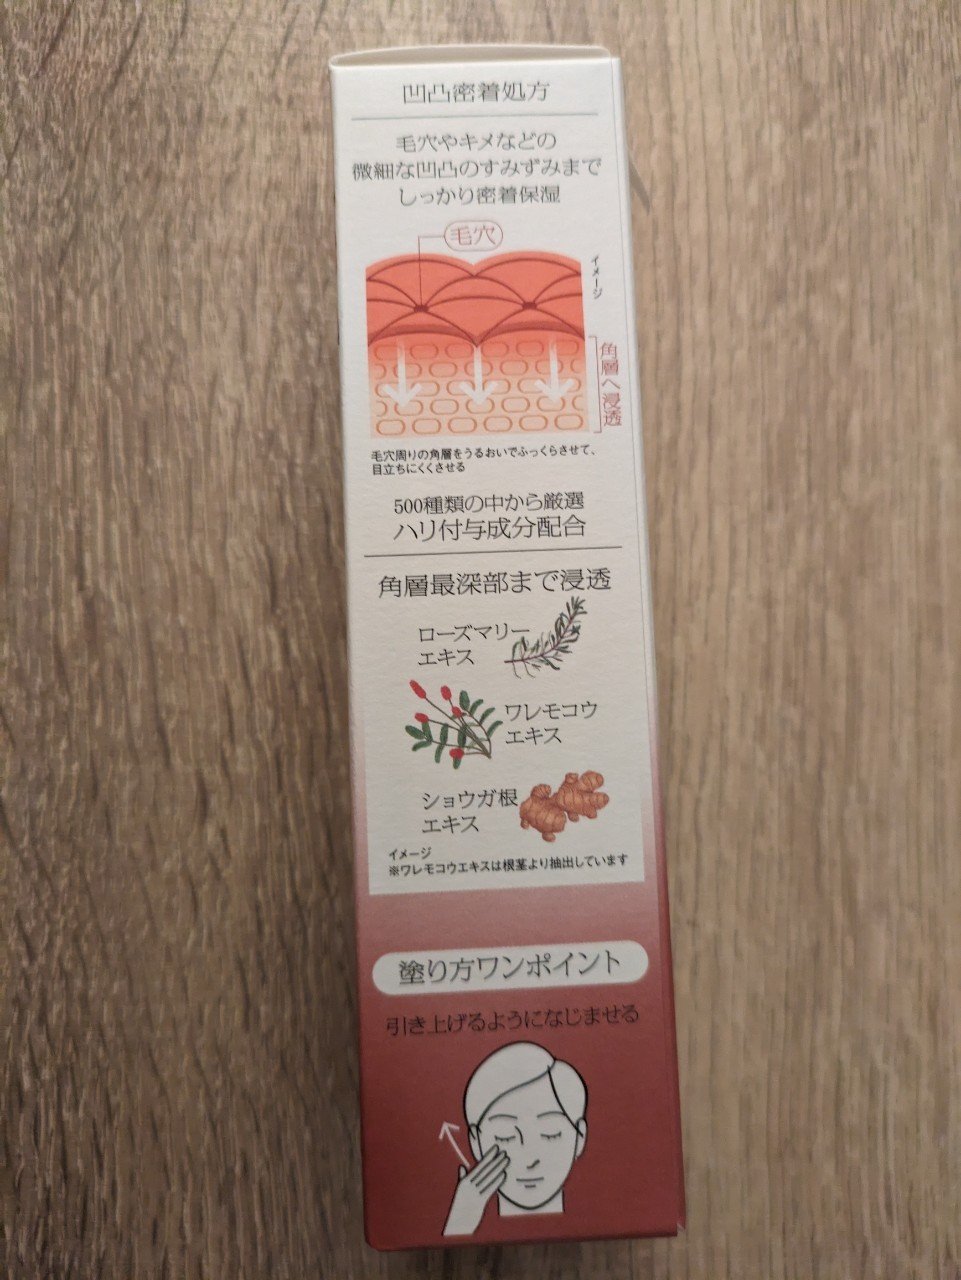 凹凸密着処方
毛穴やキメなどの
微細な凹凸のすみずみまで
しっかり密着保湿
毛穴
イメージ
角層へ浸透
毛穴周りの角層をうるおいでふっくらさせて、
目立ちにくくさせる
500種類の中から厳選
ハリ付与成分配合
角層最深部まで浸透
ローズマリー
エキス
ワレモコウ
エキス
ショウガ根
エキス
イメージ
※ワレモコウエキスは根茎より抽出しています
塗り方ワンポイント
引き上げるようになじませる